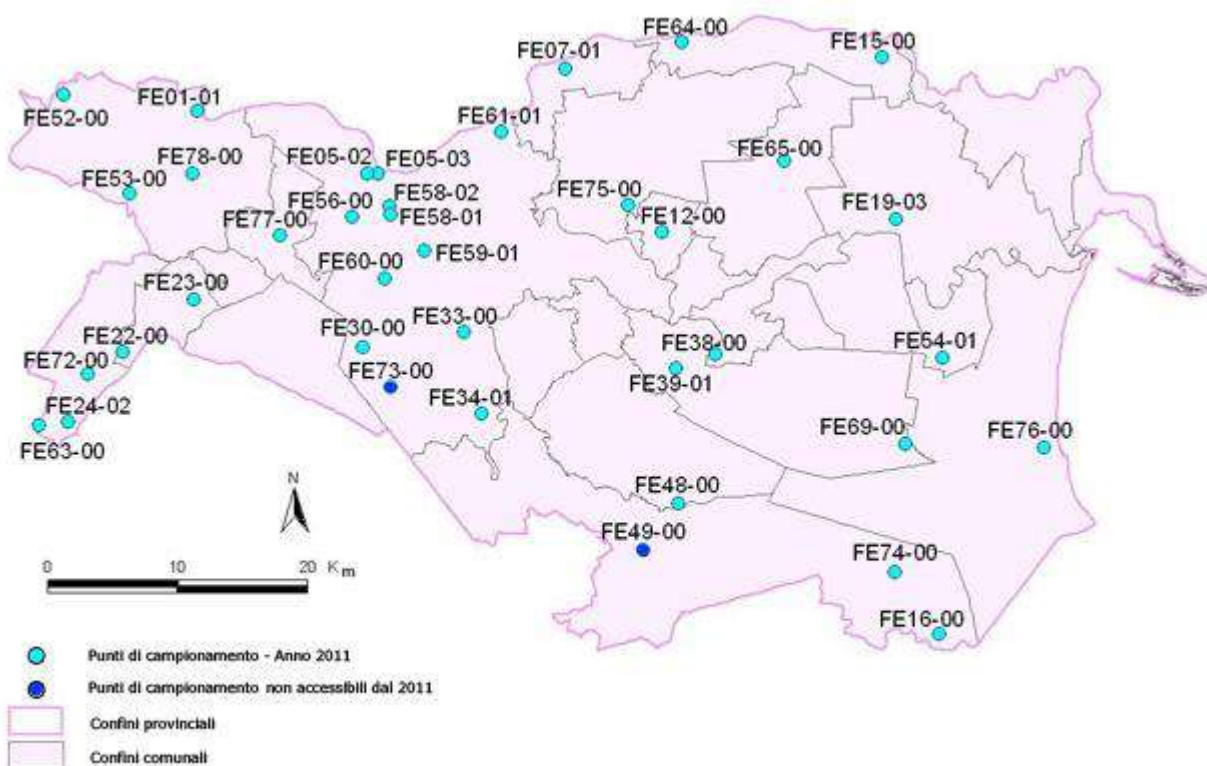 FE64-00
FE07-01
FE15-00
FE52-00
FE01-01
FE61-01
FE78-00
FE05-02
FE05-03
FE65-00
FE53-00
FE58-02
FE75-00
FE56-00
FE58-01
FE12-00
FE19-03
FE77-00
FE59-01
FE60-00
FE23-00
FE33-00
FE30-00
FE22-00
FE38-00
FE54-01
FE72-00
FE73-00
FE39-01
FE24-02
FE34-01
FE63-00
FE69-00
FE76-00
FE48-00
N
FE49-00
FE74-00
0 10 20 Km
FE16-00
Punti di campionamento - Anno 2011
Punti di campionamento non accessibili dal 2011
Confini provinciali
Confini comunali